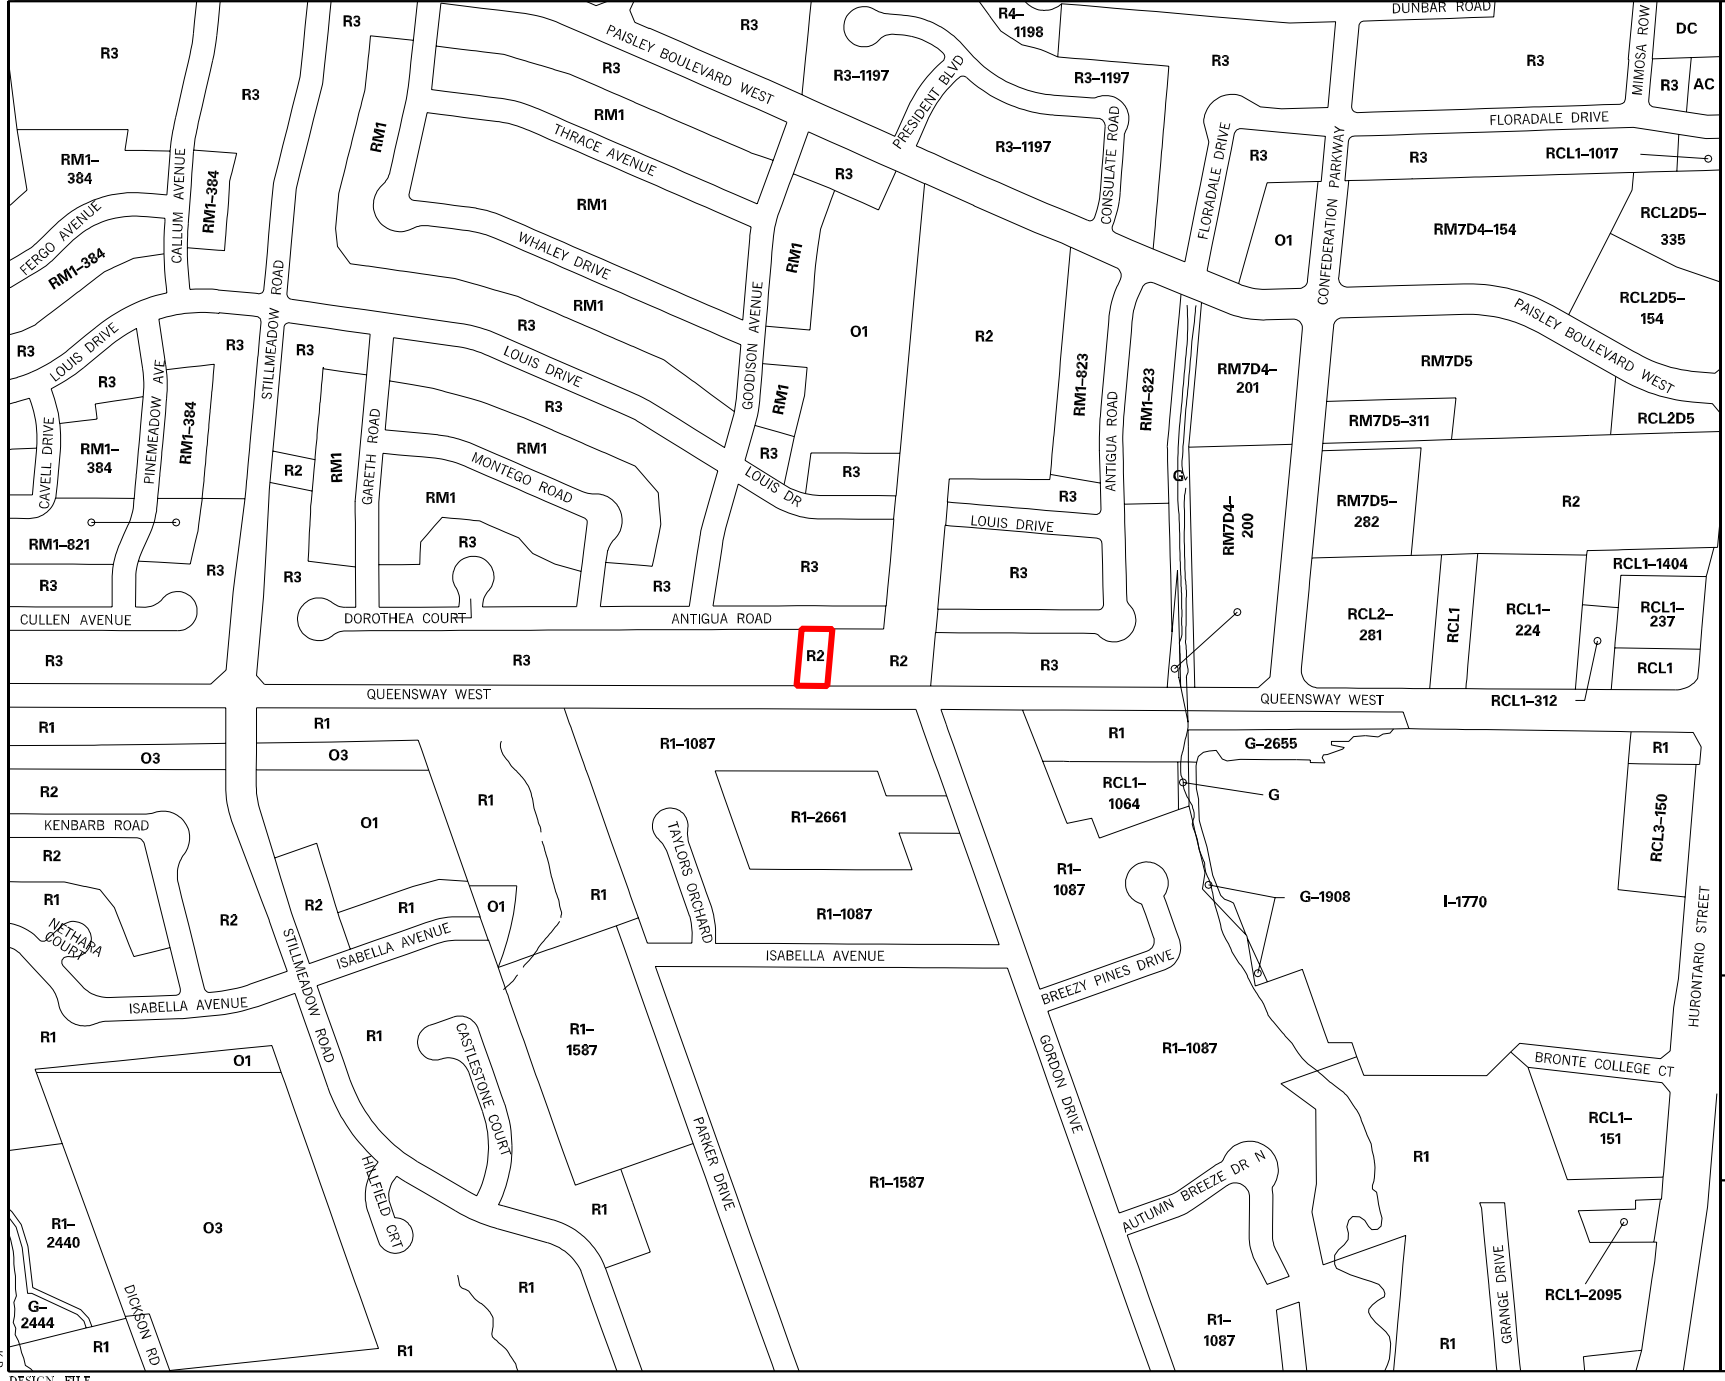 R3
R3
R3
R4–
1198
DUNBAR ROAD
MIMOSA ROW
DC
PAISLEY BOULEVARD WEST
R3
R3
R3–1197
PRESIDENT BLVD
R3–1197
R3
R3
R3
AC
RM1
RM1
THRACE AVENUE
R3–1197
CONSULATE ROAD
FLORADALE DRIVE
R3
CONFEDERATION PARKWAY
FLORADALE DRIVE
R3
RCL1–1017
RM1–
384
CALLUM AVENUE
RM1–384
R3
RM1
WHALEY DRIVE
FERGO AVENUE
RM1–384
RM1
O1
RM7D4–154
RCL2D5–
335
STILLMEADOW ROAD
RM1
GOODISON AVENUE
RCL2D5–
154
PAISLEY BOULEVARD WEST
R3
LOUIS DRIVE
R3
R3
R3
LOUIS DRIVE
O1
R2
RM1–823
ANTIGUA ROAD
RM1–823
RM7D4–
201
RM7D5
R3
PINEMEADOW AVE
RM1–384
CAVELL DRIVE
RM1–
384
R2
RM1
GARETH ROAD
R3
RM1
MONTEGO ROAD
RM1
RM1
R3
LOUIS DR
R3
R3
LOUIS DRIVE
G
RM7D5–311
RCL2D5
RM7D4–
200
RM7D5–
282
R2
RM1–821
R3
R3
R3
R3
R3
R3
R3
RCL1–1404
R3
RCL2–
281
RCL1
RCL1–
224
RCL1–
237
CULLEN AVENUE
DOROTHEA COURT
ANTIGUA ROAD
R3
R3
R2
R2
R3
RCL1
QUEENSWAY WEST
QUEENSWAY WEST
RCL1–312
R1
R1
R1–1087
R1
G–2655
R1
O3
O3
R2
R1
RCL1–
1064
G
RCL3–150
KENBARB ROAD
O1
R1–2661
TAYLORS ORCHARD
R2
R1
NETHARA
COURT
R2
R2
R1
O1
R1
R1–1087
R1–
1087
G–1908
I–1770
HURONTARIO STREET
ISABELLA AVENUE
ISABELLA AVENUE
BREEZY PINES DRIVE
ISABELLA AVENUE
STILLMEADOW ROAD
R1
R1
CASTLESTONE COURT
R1–
1587
GORDON DRIVE
R1–1087
O1
BRONTE COLLEGE CT
RCL1–
151
PARKER DRIVE
HILLFIELD CRT
R1–1587
AUTUMN BREEZE DR N
R1
R1–
2440
O3
R1
GRANGE DRIVE
RCL1–2095
R1
G–
2444
DICKSON RD
R1
R1
R1–
1087
R1
DESIGN FILE